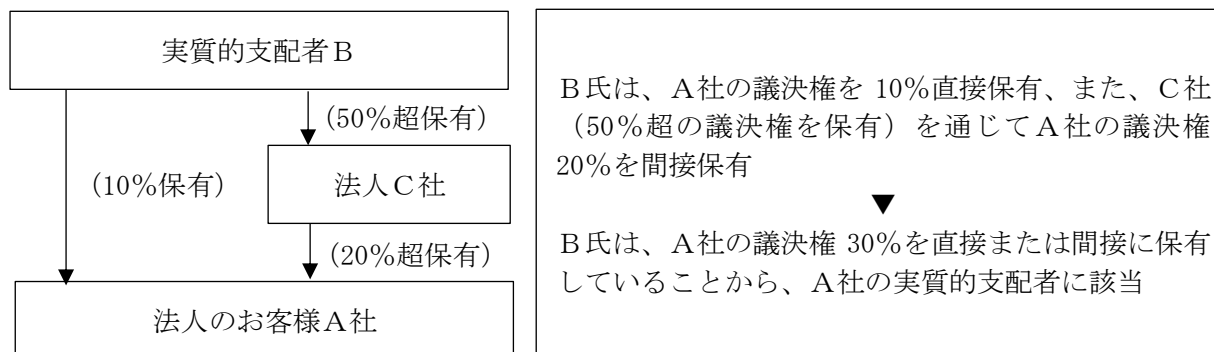 実質的支配者Ｂ
(50％超保有)
(10％保有)
法人Ｃ社
(20％超保有)
法人のお客様Ａ社
Ｂ氏は、Ａ社の議決権を 10％直接保有、また、Ｃ社
（50％超の議決権を保有）を通じてＡ社の議決権
20％を間接保有
▼
Ｂ氏は、Ａ社の議決権 30％を直接または間接に保有
していることから、Ａ社の実質的支配者に該当